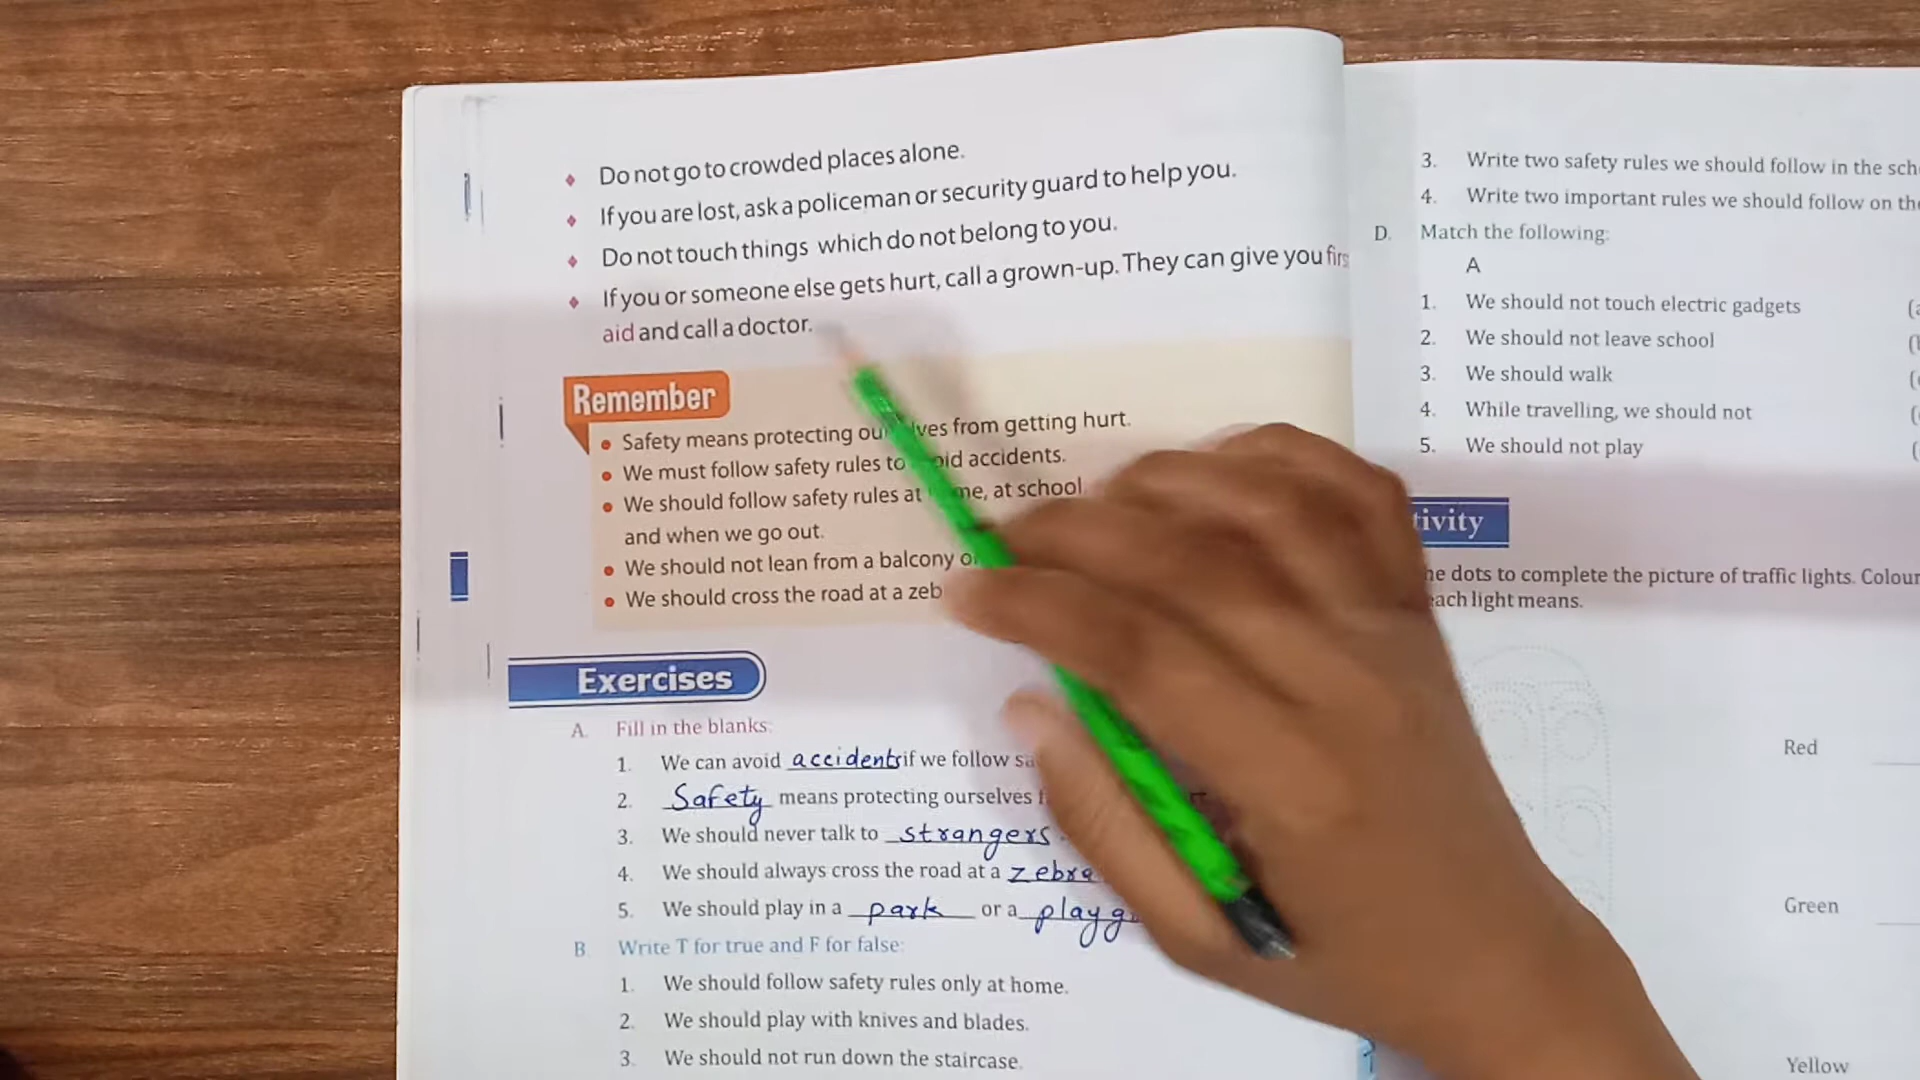 Do not go to crowded places alone.
If you are lost, ask a policeman or security guard to help you.
Do not touch things which do not belong to you.
If you or someone else gets hurt, call a grown-up. They can give you
aid and call a doctor.
Remember
Safety means protecting from getting hurt.
We must follow safety rules to accidents.
We should follow safety rules at at school
and when we go out.
We should not lean from a balcony
We should cross the road at a
Exercises
A. Fill in the blanks:
1. We can avoid accidents if we follow
2. Safety means protecting ourselves
3. We should never talk to strangers
4. We should always cross the road at a zebra
5. We should play in a park or a
B. Write T for true and F for false:
1. We should follow safety rules only at home.
2. We should play with knives and blades.
3. We should not run down the staircase.
3. Write two safety rules we should follow in the
4. Write two important rules we should follow on
D. Match the following:
A
1. We should not touch electric gadgets
2. We should not leave school
3. We should walk
4. While travelling, we should not
5. We should not play
dots to complete the picture of traffic lights. Colour
each light means.
Red
Green
Yellow